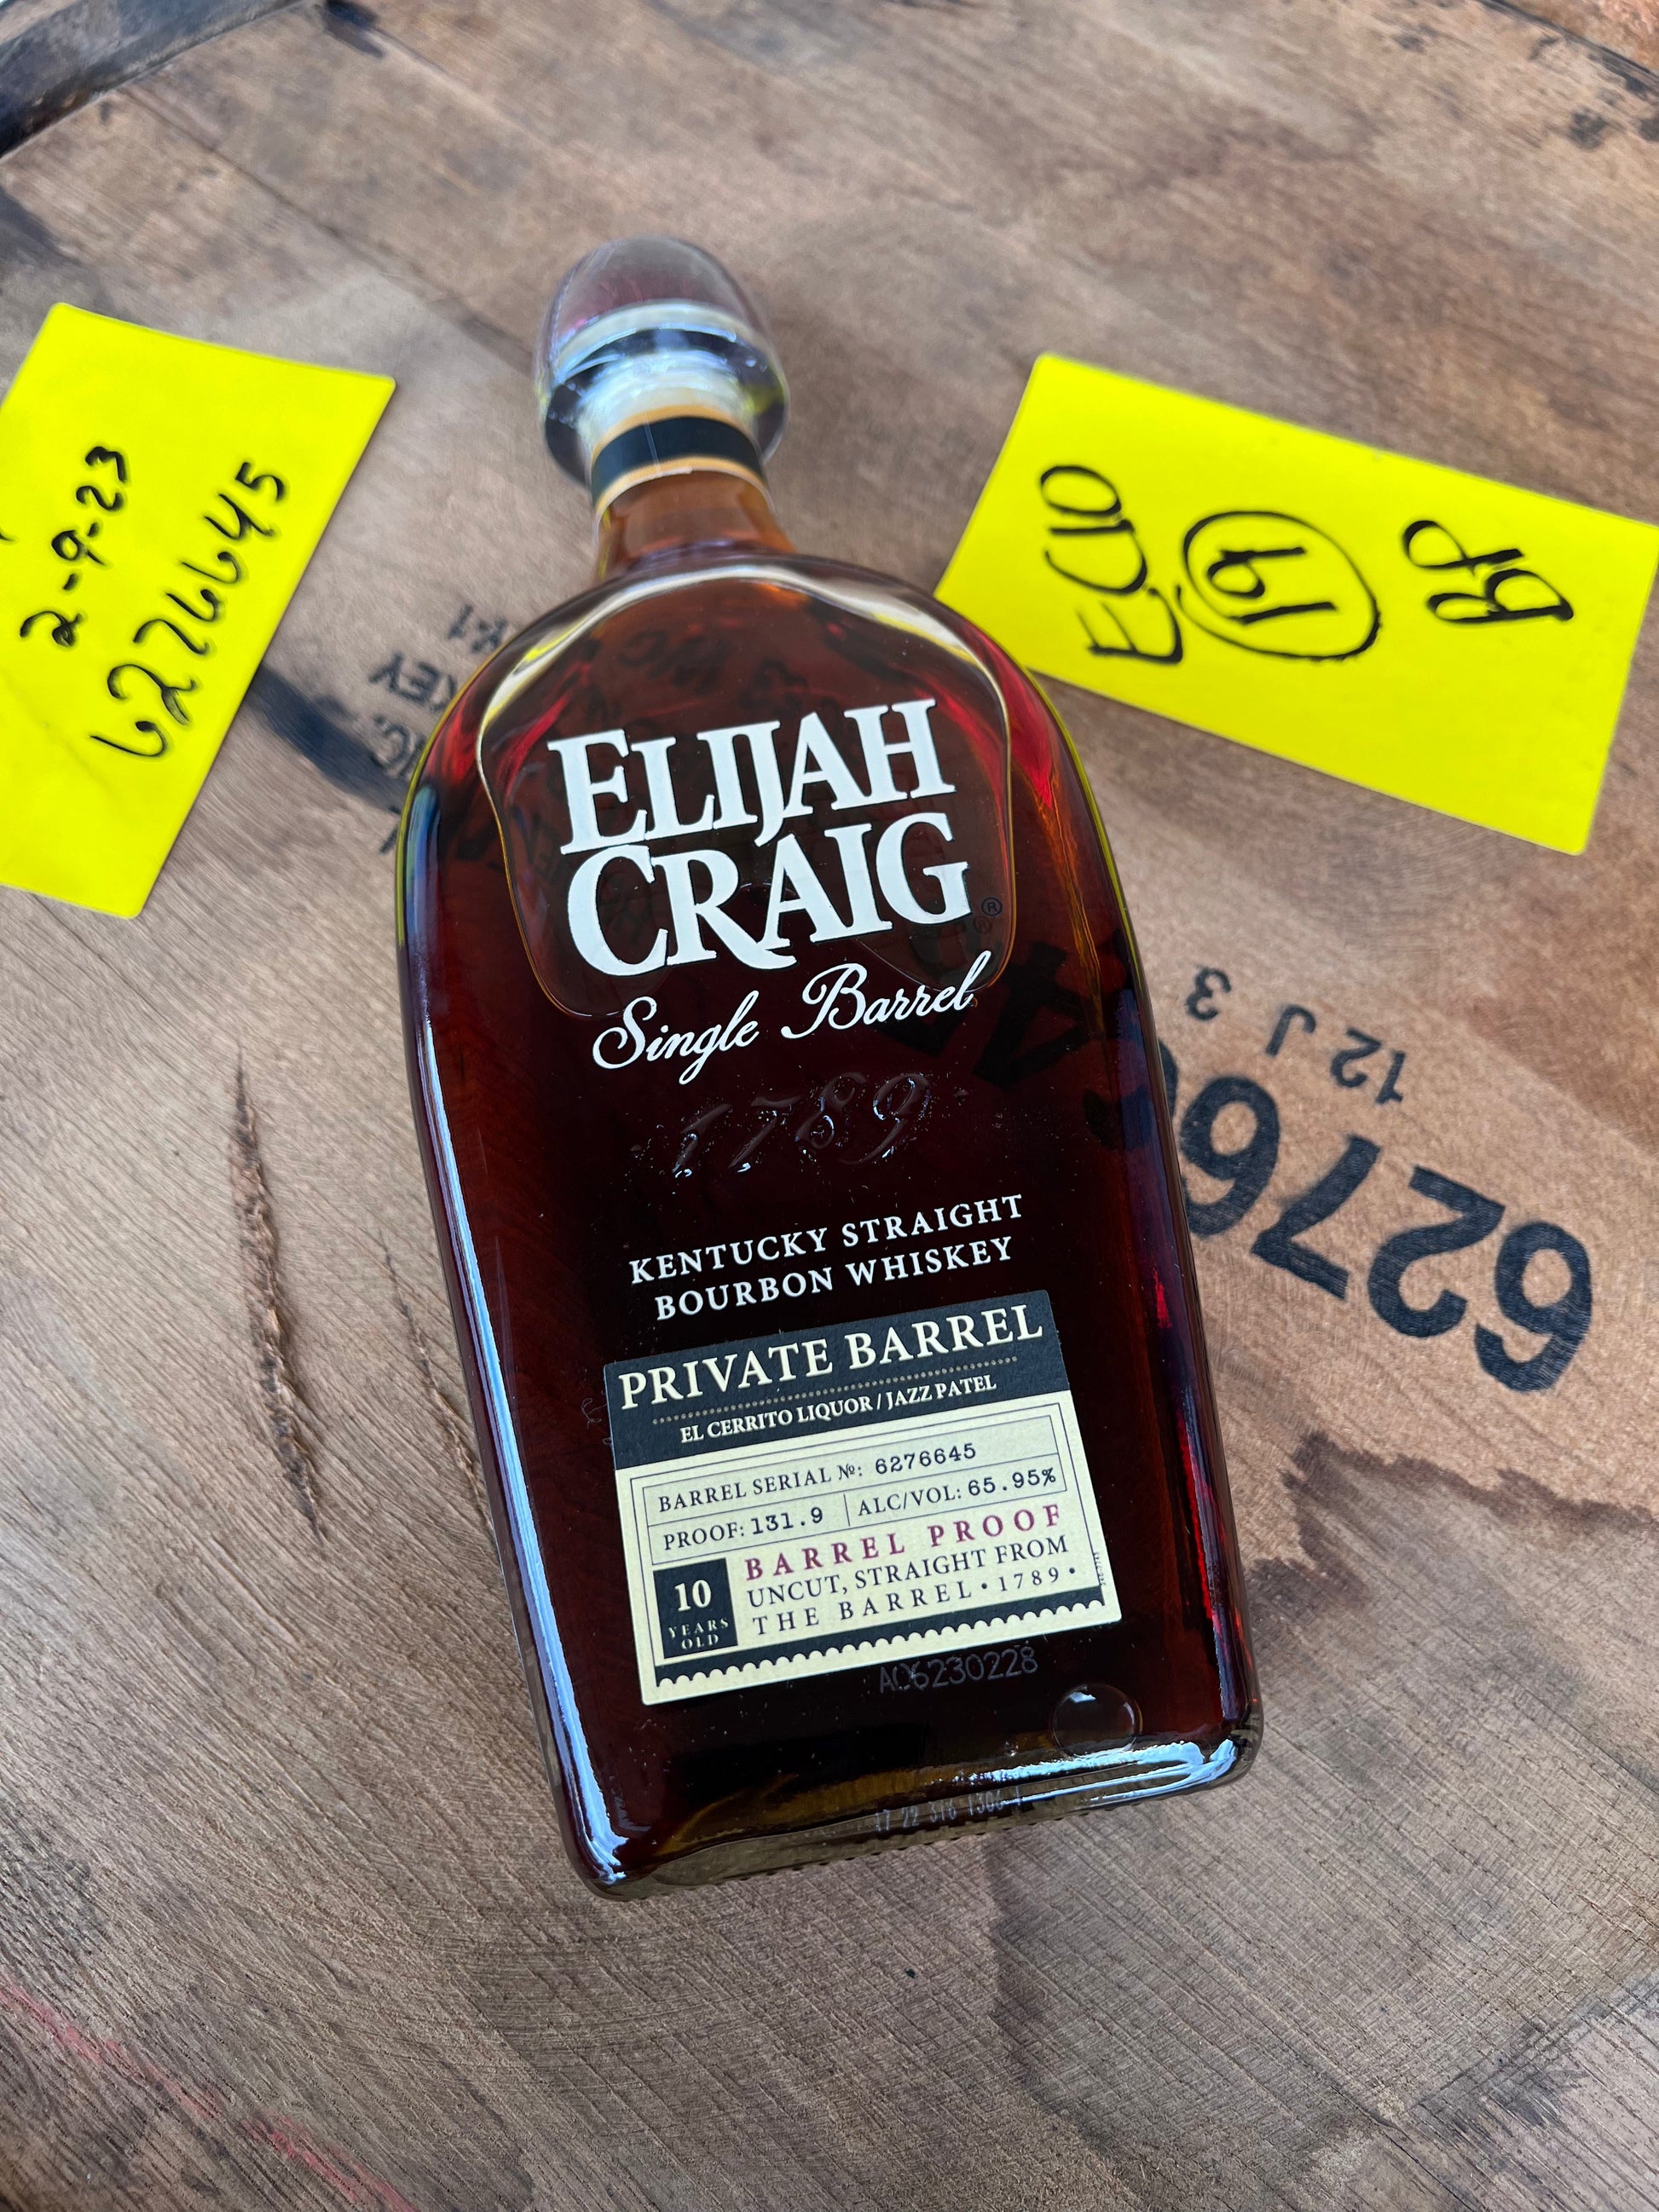 2-9-23
6276645
ECIO
19
BP
ELIJAH
CRAIG®
Single Barrel
1789
KENTUCKY STRAIGHT
BOURBON WHISKEY
PRIVATE BARREL
EL CERRITO LIQUOR / JAZZ PATEL
BARREL SERIAL №: 6276645
PROOF: 131.9 ALC/VOL: 65.95%
BARREL PROOF
UNCUT, STRAIGHT FROM
THE BARREL • 1789 •
10
YEARS
OLD
A06230228
12 J 3
6276
KEY